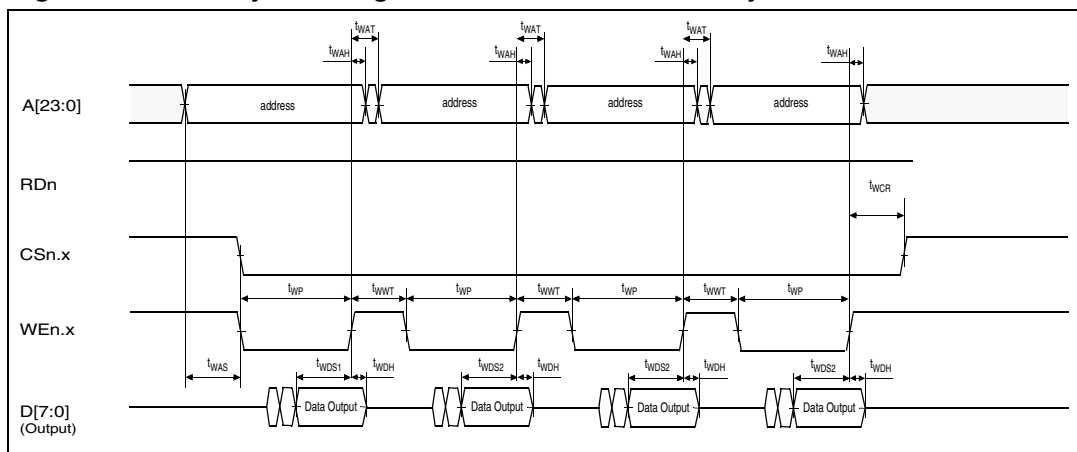 tWAT tWAT tWAT
tWAH tWAH tWAH tWAH
A[23:0] address address address address
RDn
tWCR
CSn.x
tWP tWWT tWP tWWT tWP tWWT tWP
WEn.x
tWAS tWDS1 tWDH tWDS2 tWDH tWDS2 tWDH tWDS2 tWDH
D[7:0] Data Output Data Output Data Output Data Output
(Output)